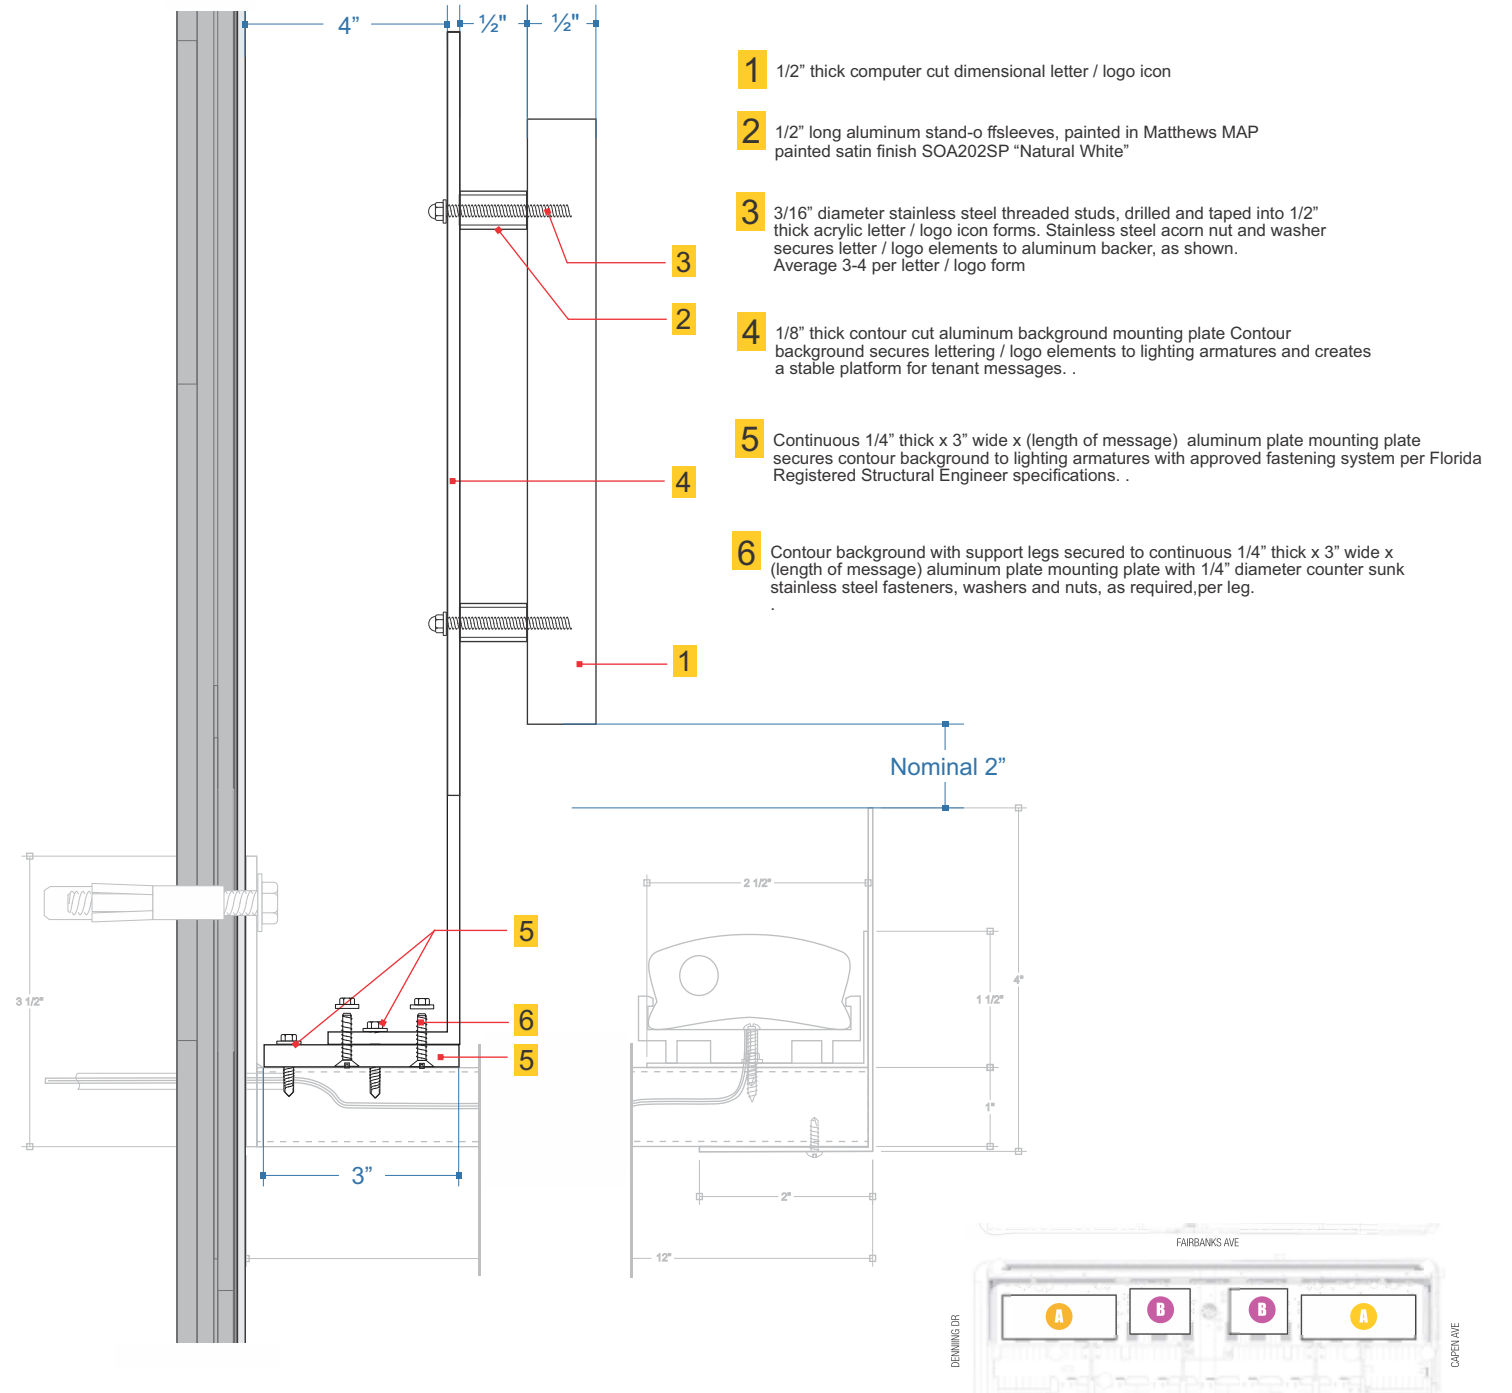 4”
½"
½"
1
1/2” thick computer cut dimensional letter / logo icon
2
1/2” long aluminum stand-o ffsleeves, painted in Matthews MAP
painted satin finish SOA202SP “Natural White”
3
3/16” diameter stainless steel threaded studs, drilled and taped into 1/2”
thick acrylic letter / logo icon forms. Stainless steel acorn nut and washer
secures letter / logo elements to aluminum backer, as shown.
Average 3-4 per letter / logo form
3
2
4
1/8” thick contour cut aluminum background mounting plate Contour
background secures lettering / logo elements to lighting armatures and creates
a stable platform for tenant messages. .
5
Continuous 1/4” thick x 3” wide x (length of message) aluminum plate mounting plate
secures contour background to lighting armatures with approved fastening system per Florida
Registered Structural Engineer specifications. .
4
6
Contour background with support legs secured to continuous 1/4” thick x 3” wide x
(length of message) aluminum plate mounting plate with 1/4” diameter counter sunk
stainless steel fasteners, washers and nuts, as required,per leg.
.
1
Nominal 2”
2 1/2"
5
3 1/2"
1 1/2"
4"
6
5
1"
3”
2"
12"
FAIRBANKS AVE
A
B
B
A
DENNIING DR
CAPEN AVE